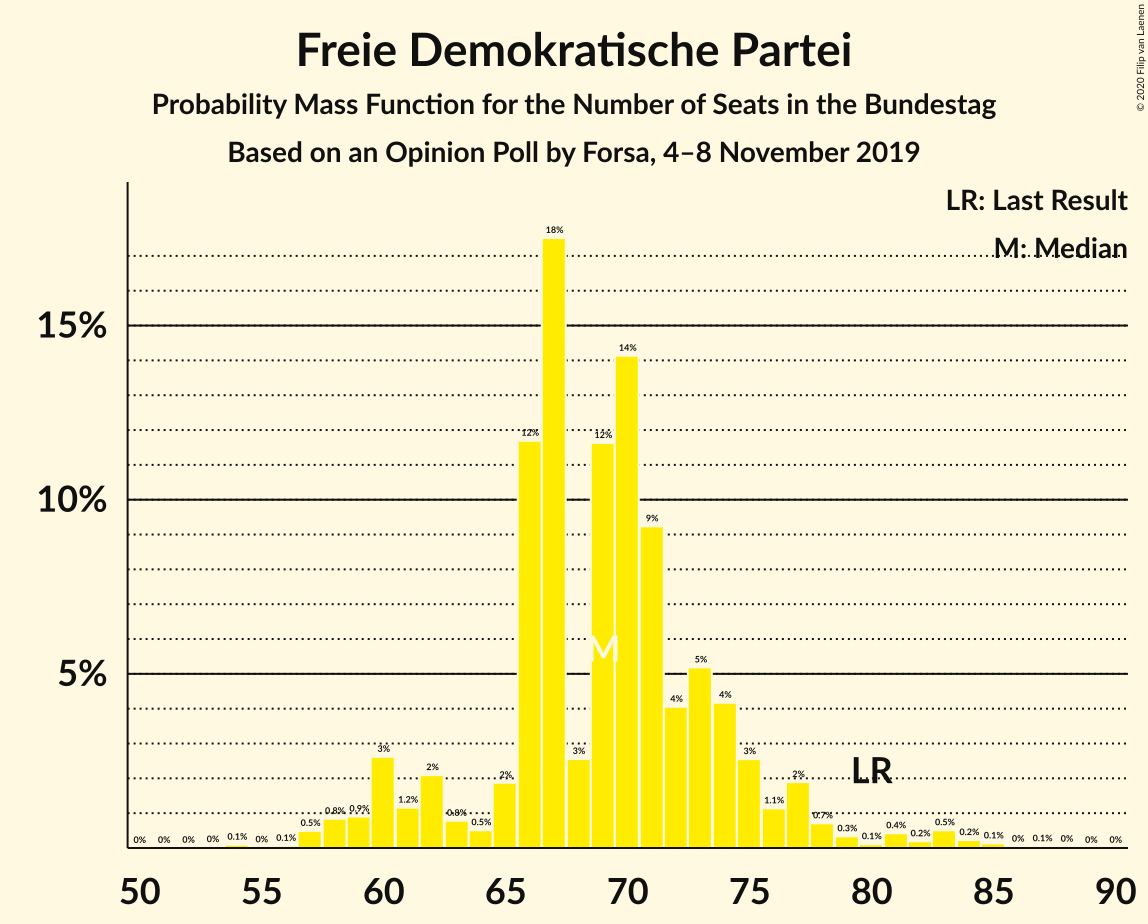 Freie Demokratische Partei
Probability Mass Function for the Number of Seats in the Bundestag
Based on an Opinion Poll by Forsa, 4–8 November 2019
© 2020 Filip van Laenen
LR: Last Result
M: Median
15%
10%
5%
0% 0% 0% 0% 0.1% 0% 0.1% 0.5% 0.8% 0.9% 3% 1.2% 2% 0.8% 0.5% 2% 12% 18% 3% 12% 14% 9% 4% 5% 4% 3% 1.1% 2% 0.7% 0.3% 0.1% 0.4% 0.2% 0.5% 0.2% 0.1% 0% 0.1% 0% 0% 0%
M
LR
50 55 60 65 70 75 80 85 90